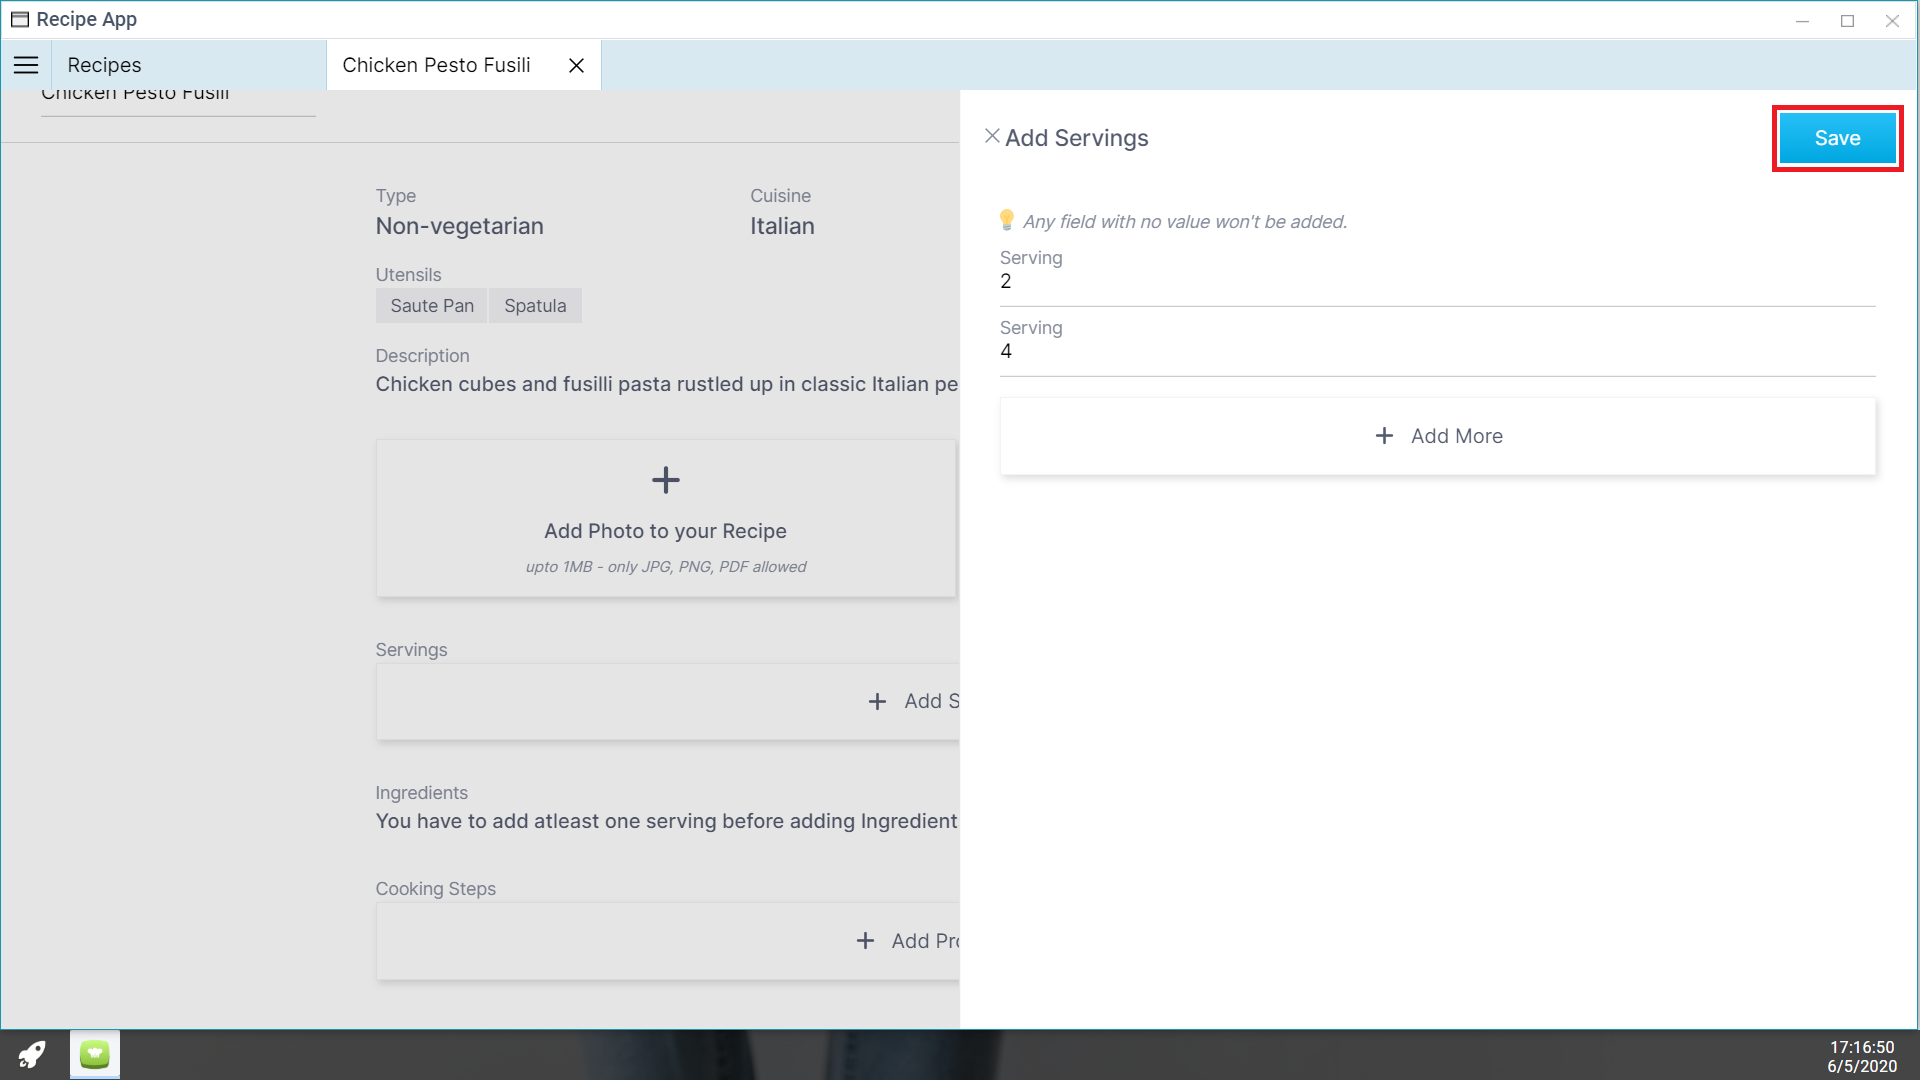 Recipe App
Recipes
Chicken Pesto Fusili
Chicken Pesto Fusili
Type
Non-vegetarian
Cuisine
Italian
Utensils
Saute Pan
Spatula
Description
Chicken cubes and fusilli pasta rustled up in classic Italian pe
Add Photo to your Recipe
upto 1MB - only JPG, PNG, PDF allowed
Servings
Add S
Ingredients
You have to add atleast one serving before adding Ingredient
Cooking Steps
Add Pro
Add Servings
Save
Any field with no value won't be added.
Serving
2
Serving
4
Add More
17:16:50
6/5/2020